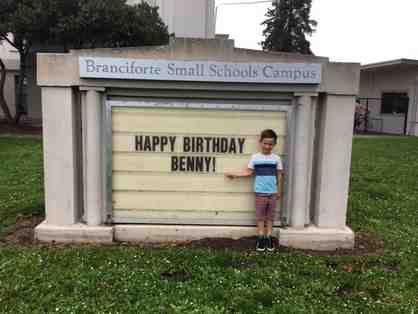 Branciforte Small Schools Campus
HAPPY BIRTHDAY
BENNY!